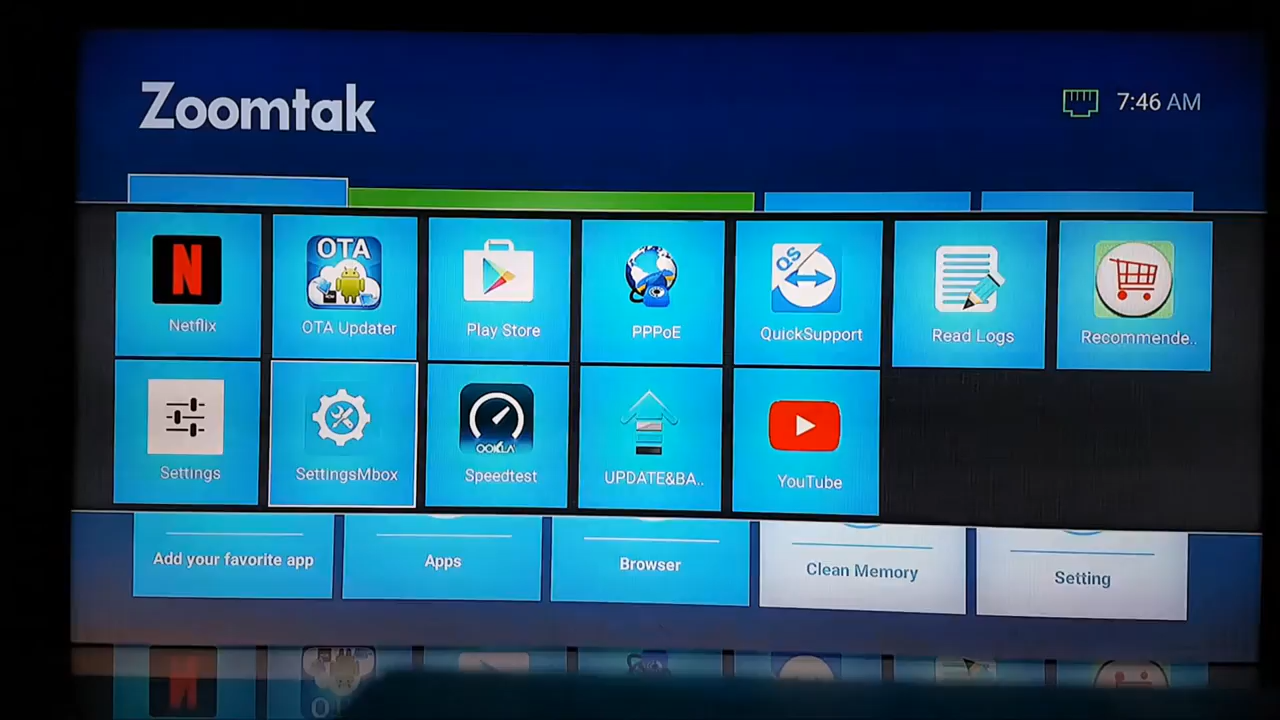 Zoomtak
7:46 AM
N
OTA
QS
Netflix
OTA Updater
Play Store
PPPoE
QuickSupport
Read Logs
Recommende..
OOKLA
Settings
SettingsMbox
Speedtest
UPDATE&BA..
YouTube
Add your favorite app
Apps
Browser
Clean Memory
Setting